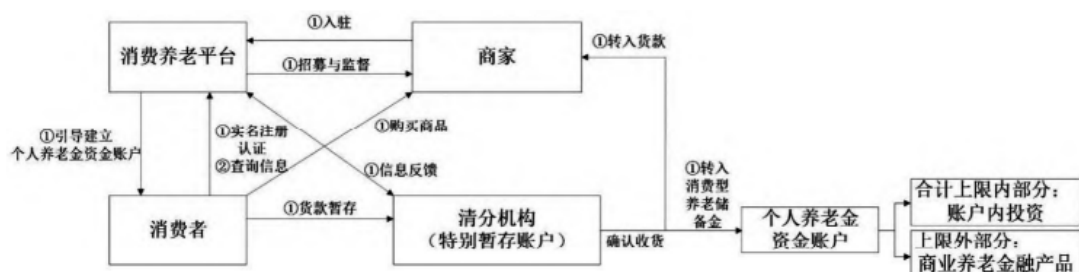 ①入驻
消费养老平台
商家
①转入货款
①招募与监督
①引导建立
个人养老金资金账户
①实名注册
认证
②查询信息
①购买商品
①信息反馈
①转入
消费型
养老储
备金
消费者
①货款暂存
清分机构
（特别暂存账户）
确认收货
个人养老金
资金账户
合计上限内部分：
账户内投资
上限外部分：
商业养老金融产品